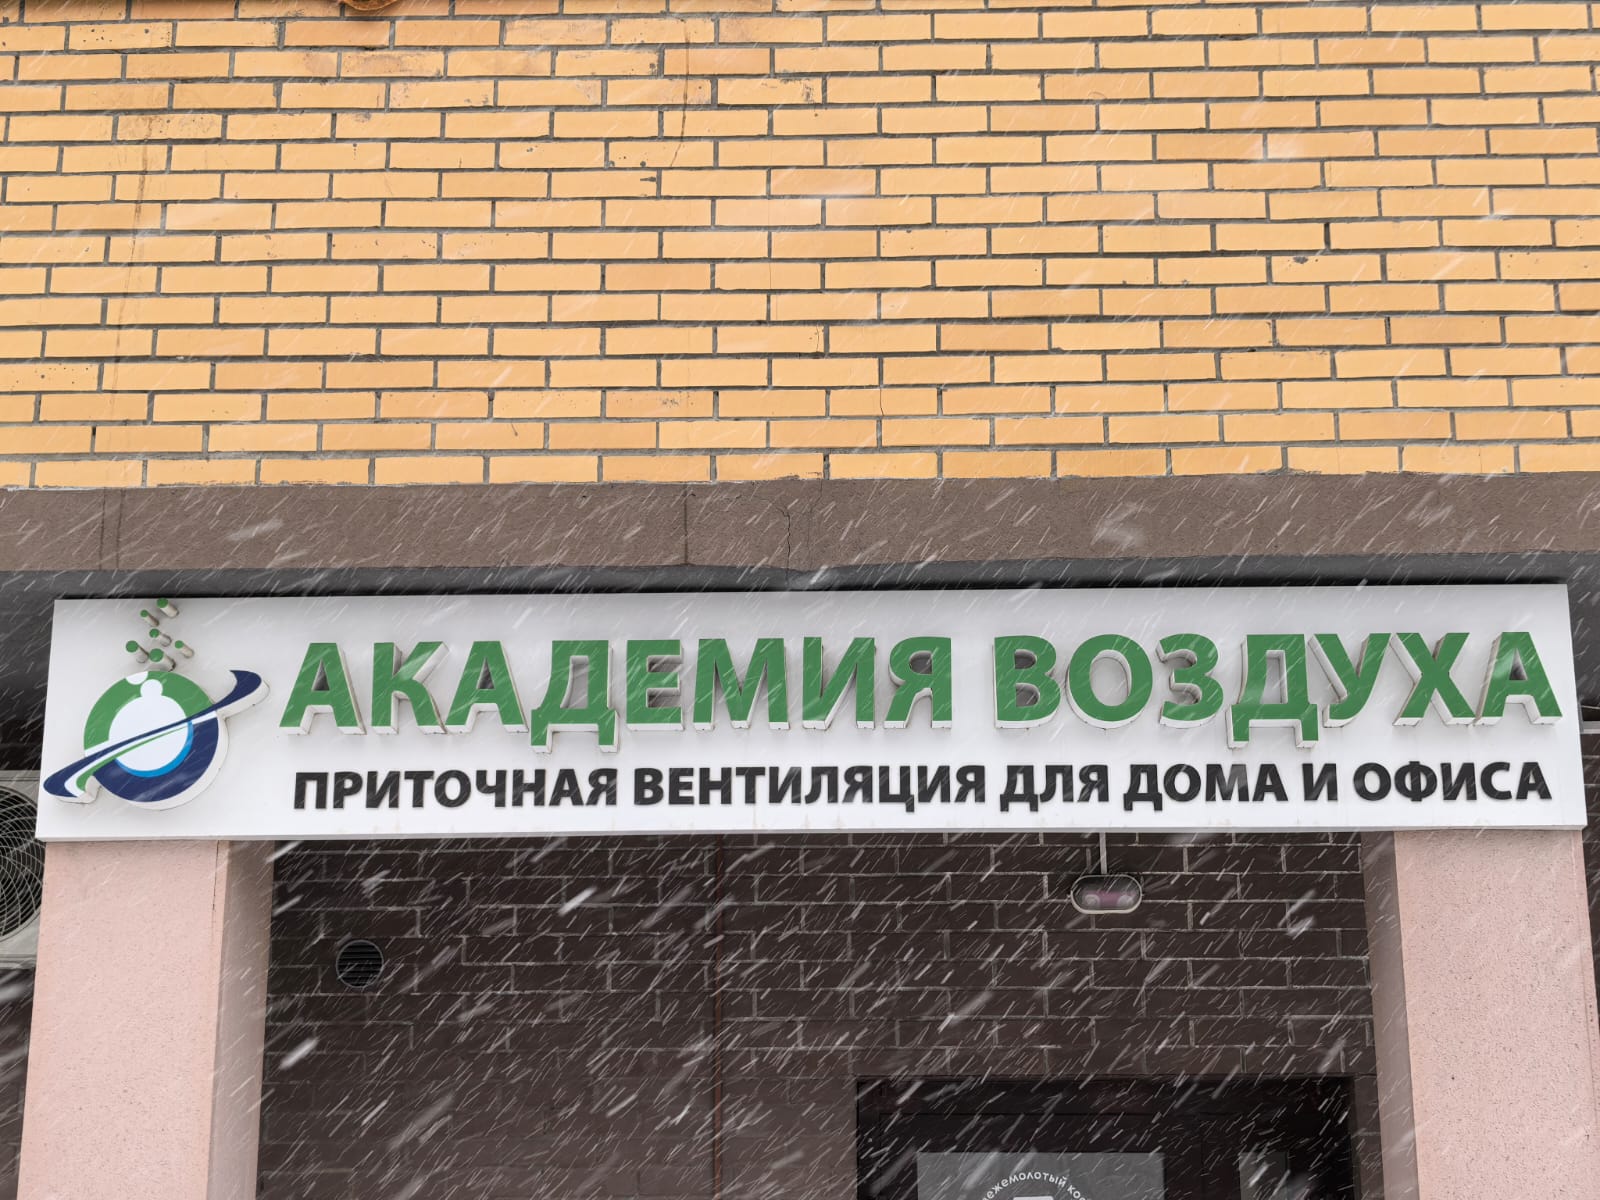 АКАДЕМИЯ ВОЗДУХА
ПРИТОЧНАЯ ВЕНТИЛЯЦИЯ ДЛЯ ДОМА И ОФИСА